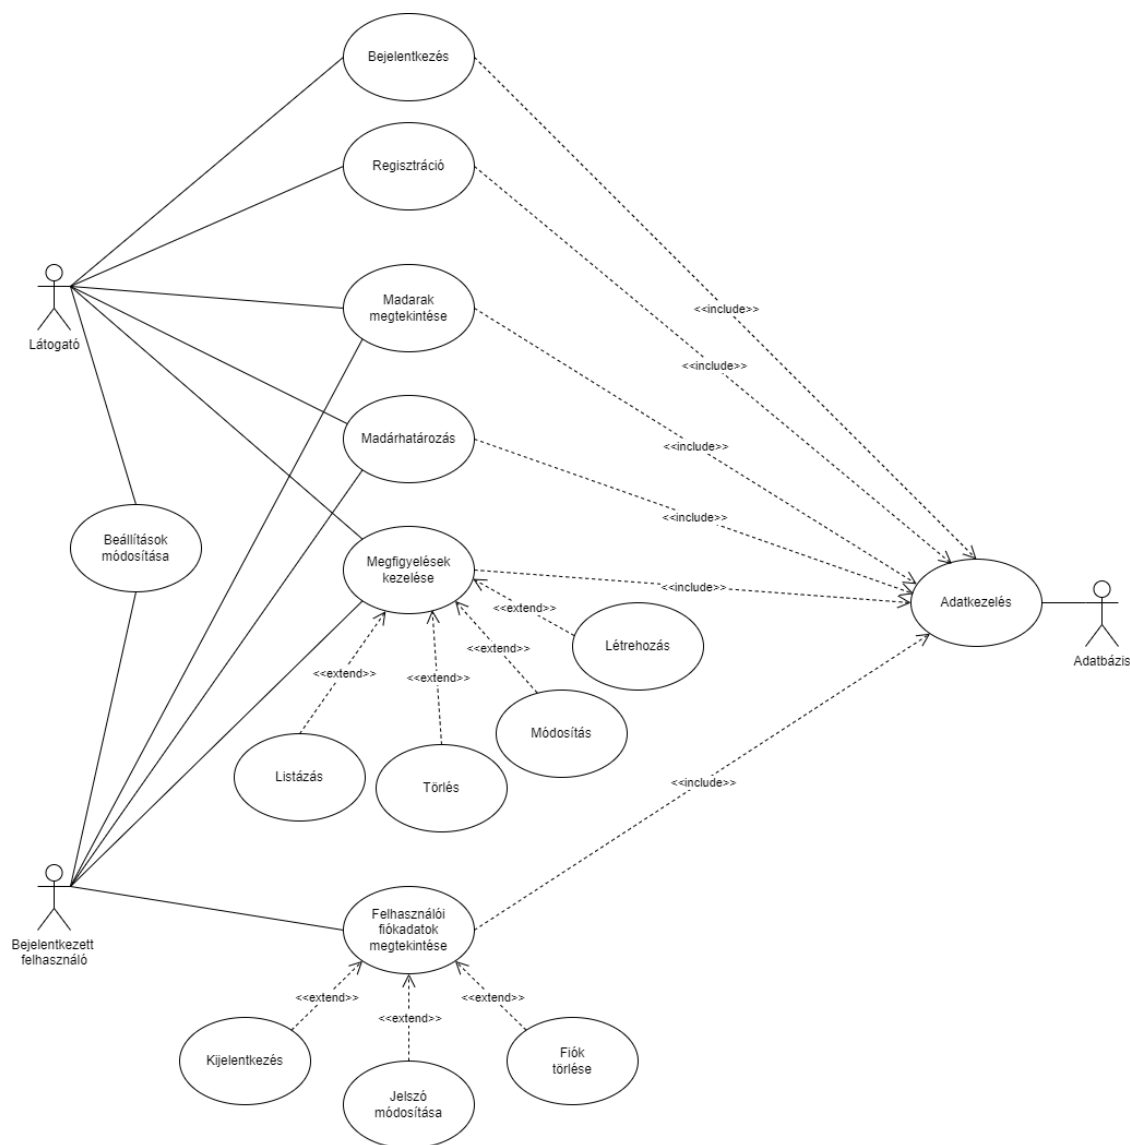 Bejelentkezés
Regisztráció
<<include>>
Madarak
megtekintése
Látogató
<<include>>
Madárhatározás
<<include>>
<<include>>
Beállítások
módosítása
Megfigyelések
kezelése
<<include>>
Adatkezelés
<<extend>>
Létrehozás
<<extend>>
Adatbázis
<<extend>>
<<extend>>
Módosítás
Listázás
Törlés
<<include>>
Bejelentkezett
felhasználó
Felhasználói
fiókadatok
megtekintése
<<extend>>
<<extend>>
<<extend>>
Kijelentkezés
Fiók
törlése
Jelszó
módosítása